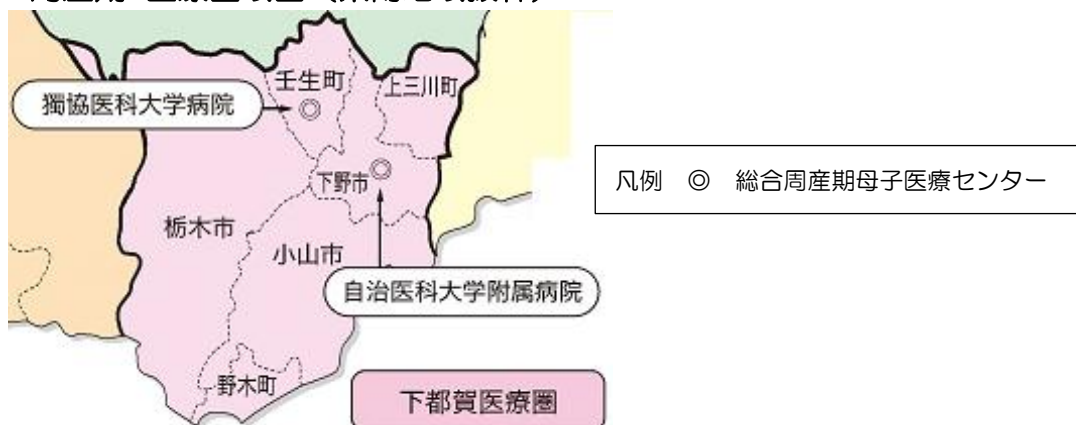 壬生町
上三川町
獨協医科大学病院
凡例　◎　総合周産期母子医療センター
下野市
栃木市
小山市
自治医科大学附属病院
野木町
下都賀医療圏